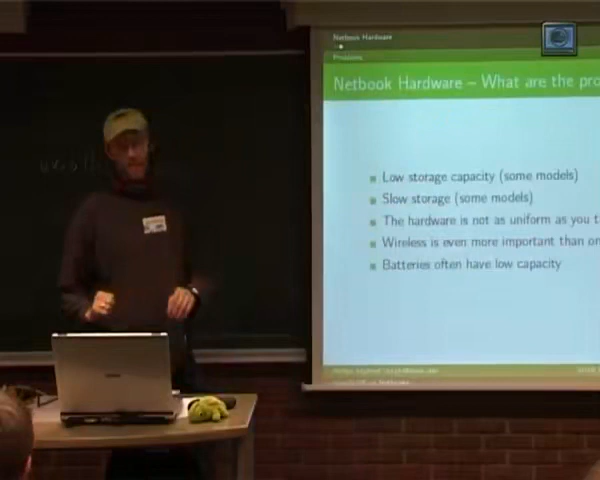 Netbook Hardware
Problems
Netbook Hardware – What are the pro
Low storage capacity (some models)
Slow storage (some models)
The hardware is not as uniform as you t
Wireless is even more important than on
Batteries often have low capacity